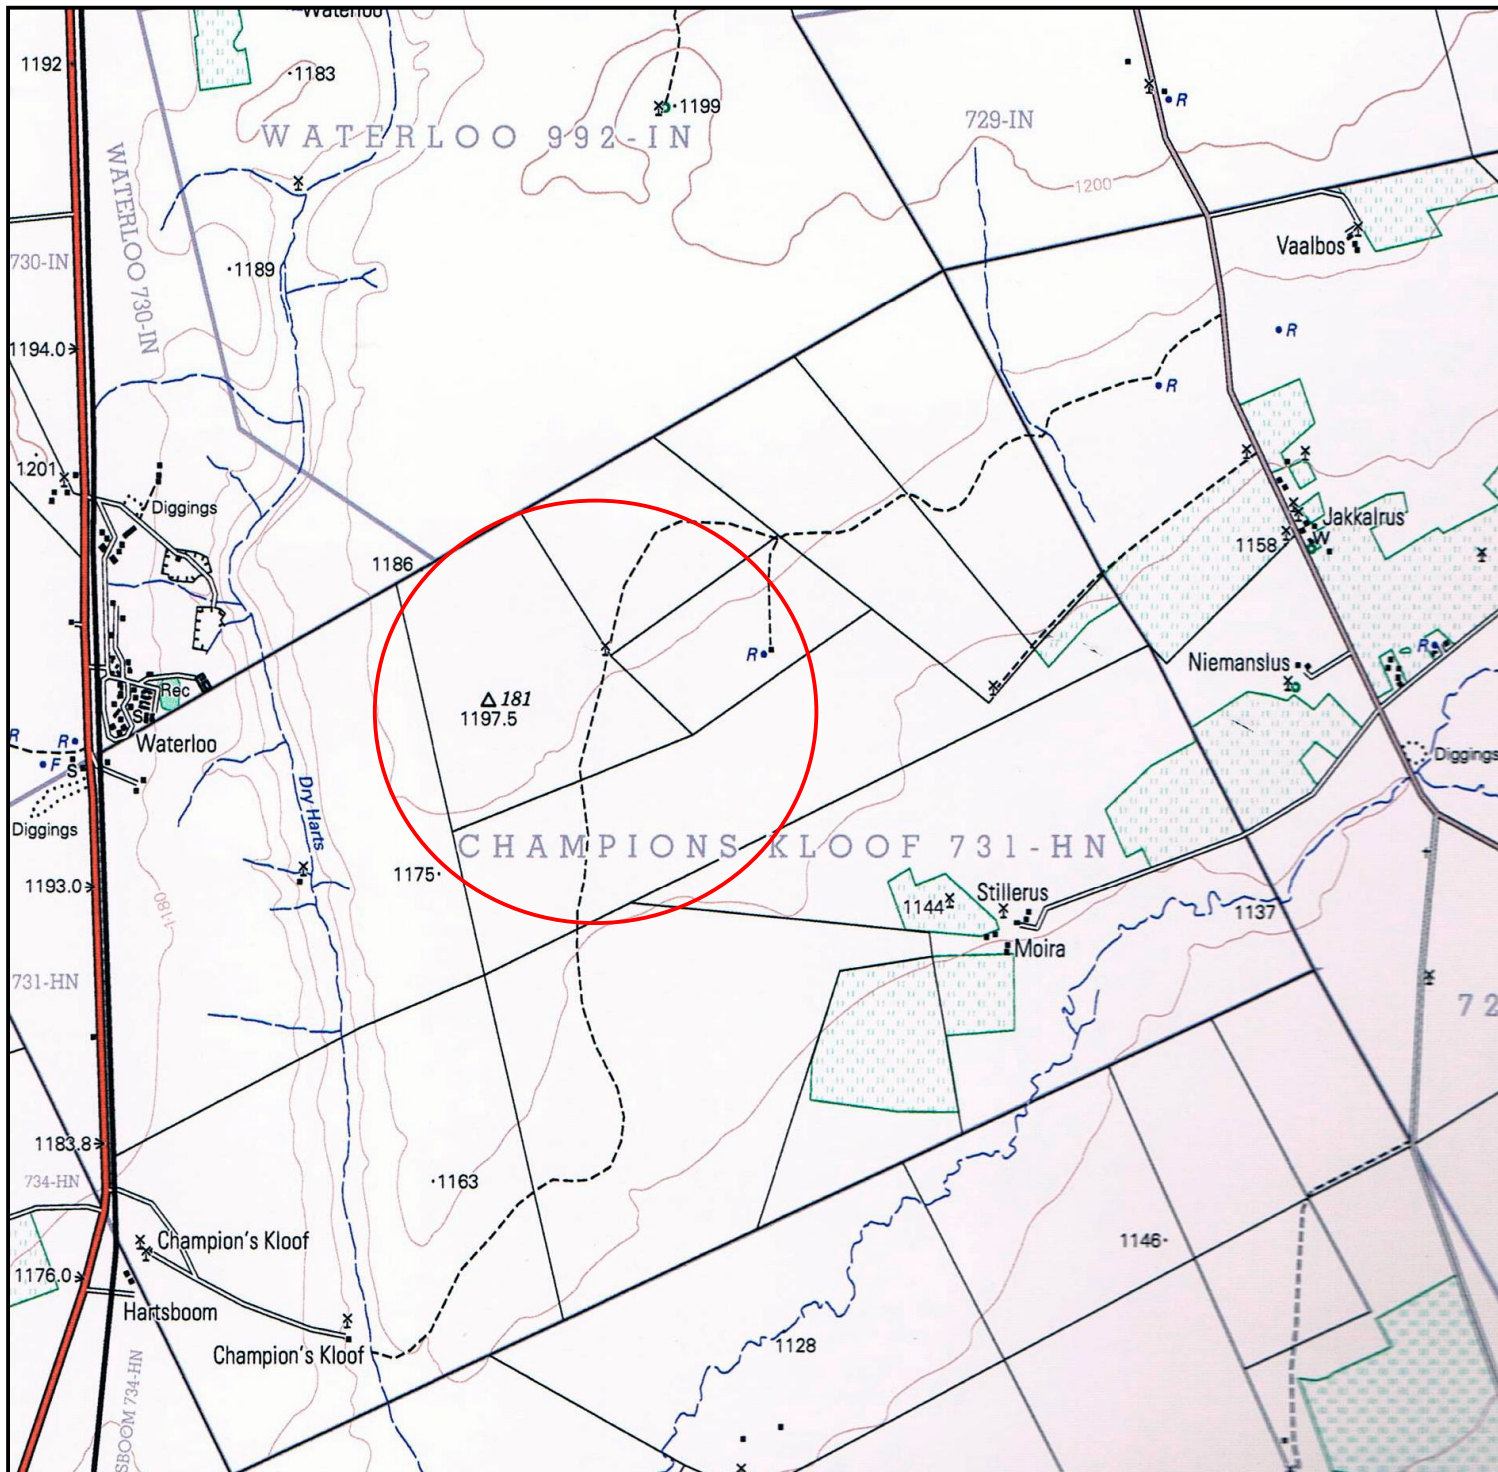 Waterloo
1192
1183
1199
WATERLOO 992-IN
729-IN
R
WATERLOO 730-IN
1200
Vaalbos
730-IN
1189
R
1194.0
R
1201
Diggings
Jakkalrus
W
1158
1186
R
Niemanslus
Rec
181
1197.5
R
S
Waterloo
R
R
F
S
Diggings
Dry Harts
Diggings
CHAMPIONS KLOOF 731-HN
1175
1193.0
1180
1144
Stillerus
1137
Moira
731-HN
72
1183.8
734-HN
1163
Champion's Kloof
1146
1176.0
Hartsboom
1128
Champion's Kloof
SBOOM 734-HN